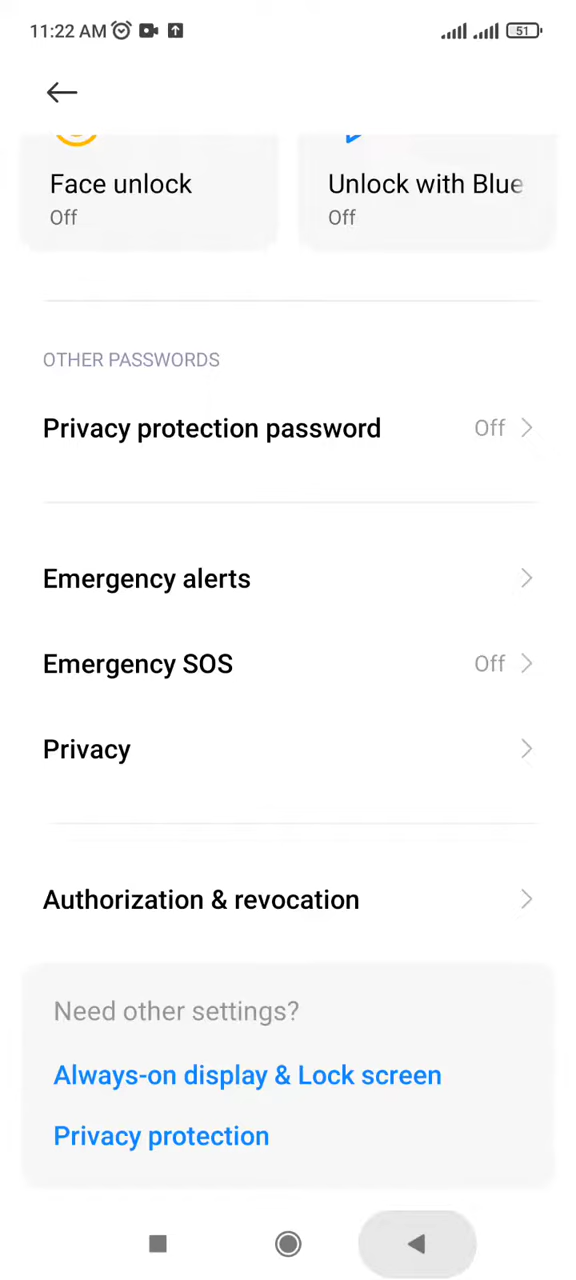 11:22 AM 51
Face unlock
Off
Unlock with Blue
Off
OTHER PASSWORDS
Privacy protection password Off
Emergency alerts
Emergency SOS Off
Privacy
Authorization & revocation
Need other settings?
Always-on display & Lock screen
Privacy protection